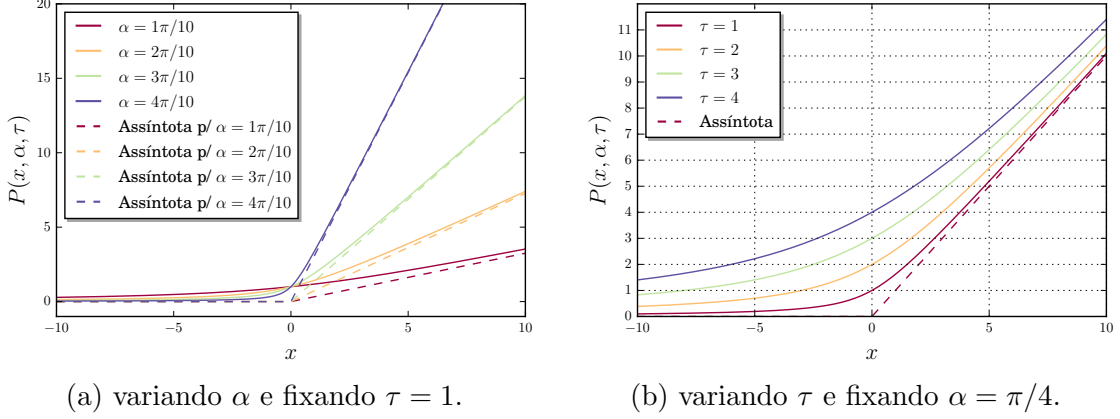 20
15
10
5
0
−10
−5
0
5
10
P(x, α, τ)
x
α = 1π/10
α = 2π/10
α = 3π/10
α = 4π/10
Assíntota p/ α = 1π/10
Assíntota p/ α = 2π/10
Assíntota p/ α = 3π/10
Assíntota p/ α = 4π/10
(a) variando α e fixando τ = 1.
11
10
9
8
7
6
5
4
3
2
1
0
−10
−5
0
5
10
P(x, α, τ)
x
τ = 1
τ = 2
τ = 3
τ = 4
Assíntota
(b) variando τ e fixando α = π/4.